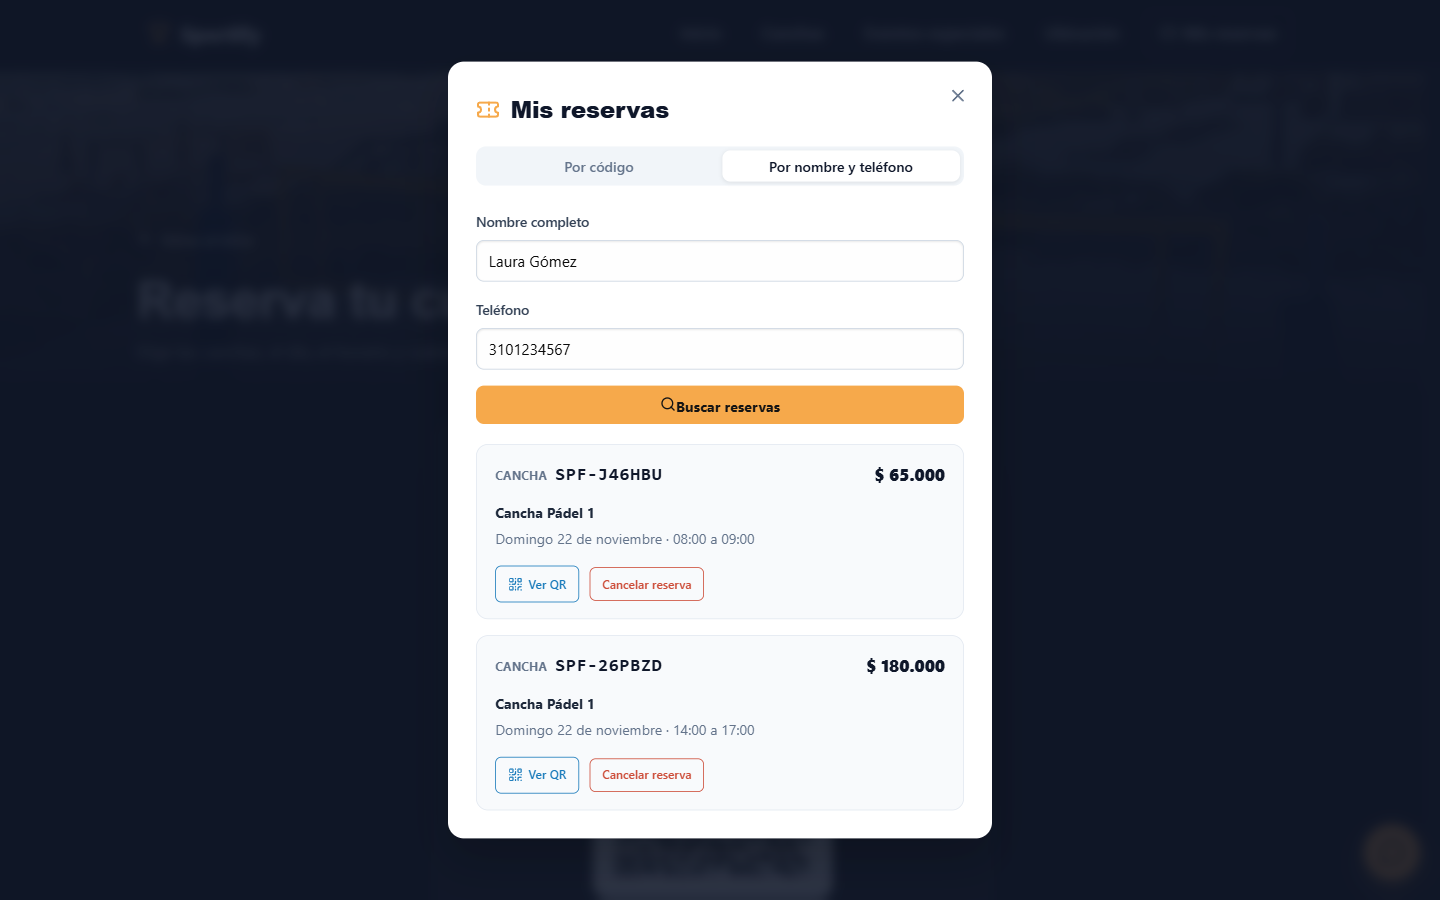 Mis reservas
Por código
Por nombre y teléfono
Nombre completo
Laura Gómez
Teléfono
3101234567
Buscar reservas
CANCHA SPF-J46HBU
$ 65.000
Cancha Pádel 1
Domingo 22 de noviembre · 08:00 a 09:00
Ver QR
Cancelar reserva
CANCHA SPF-26PBZD
$ 180.000
Cancha Pádel 1
Domingo 22 de noviembre · 14:00 a 17:00
Ver QR
Cancelar reserva
Reserva tu